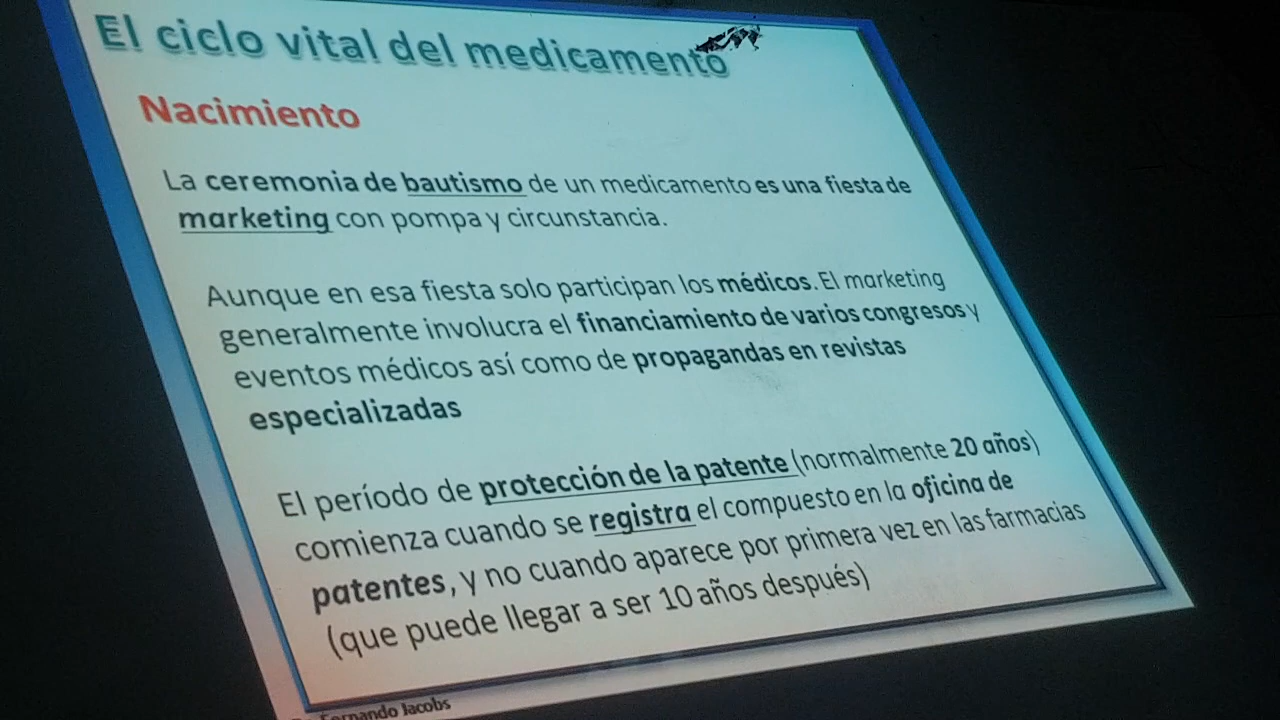 El ciclo vital del medicamento
Nacimiento
La ceremonia de bautismo de un medicamento es una fiesta de
marketing con pompa y circunstancia.
Aunque en esa fiesta solo participan los médicos. El marketing
generalmente involucra el financiamiento de varios congresos y
eventos médicos así como de propagandas en revistas
especializadas
El período de protección de la patente (normalmente 20 años)
comienza cuando se registra el compuesto en la oficina de
patentes, y no cuando aparece por primera vez en las farmacias
(que puede llegar a ser 10 años después)
Fernando Jacobs